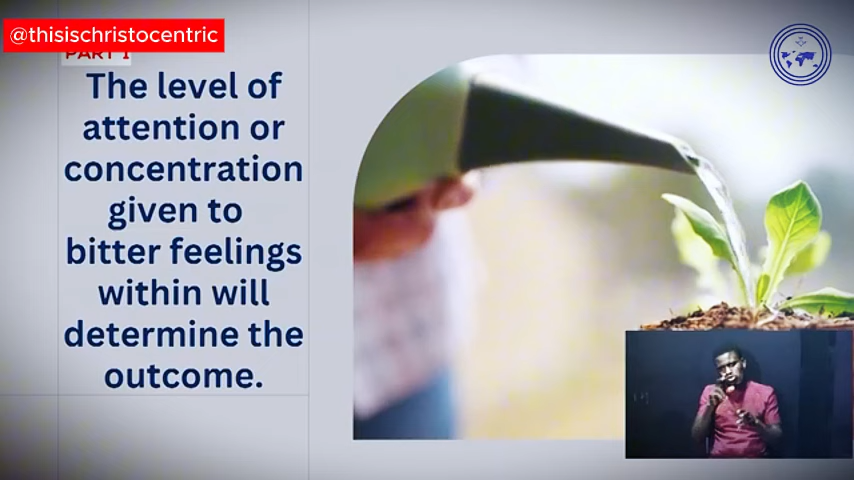 @thisischristocentric
PART 1
The level of
attention or
concentration
given to
bitter feelings
within will
determine the
outcome.